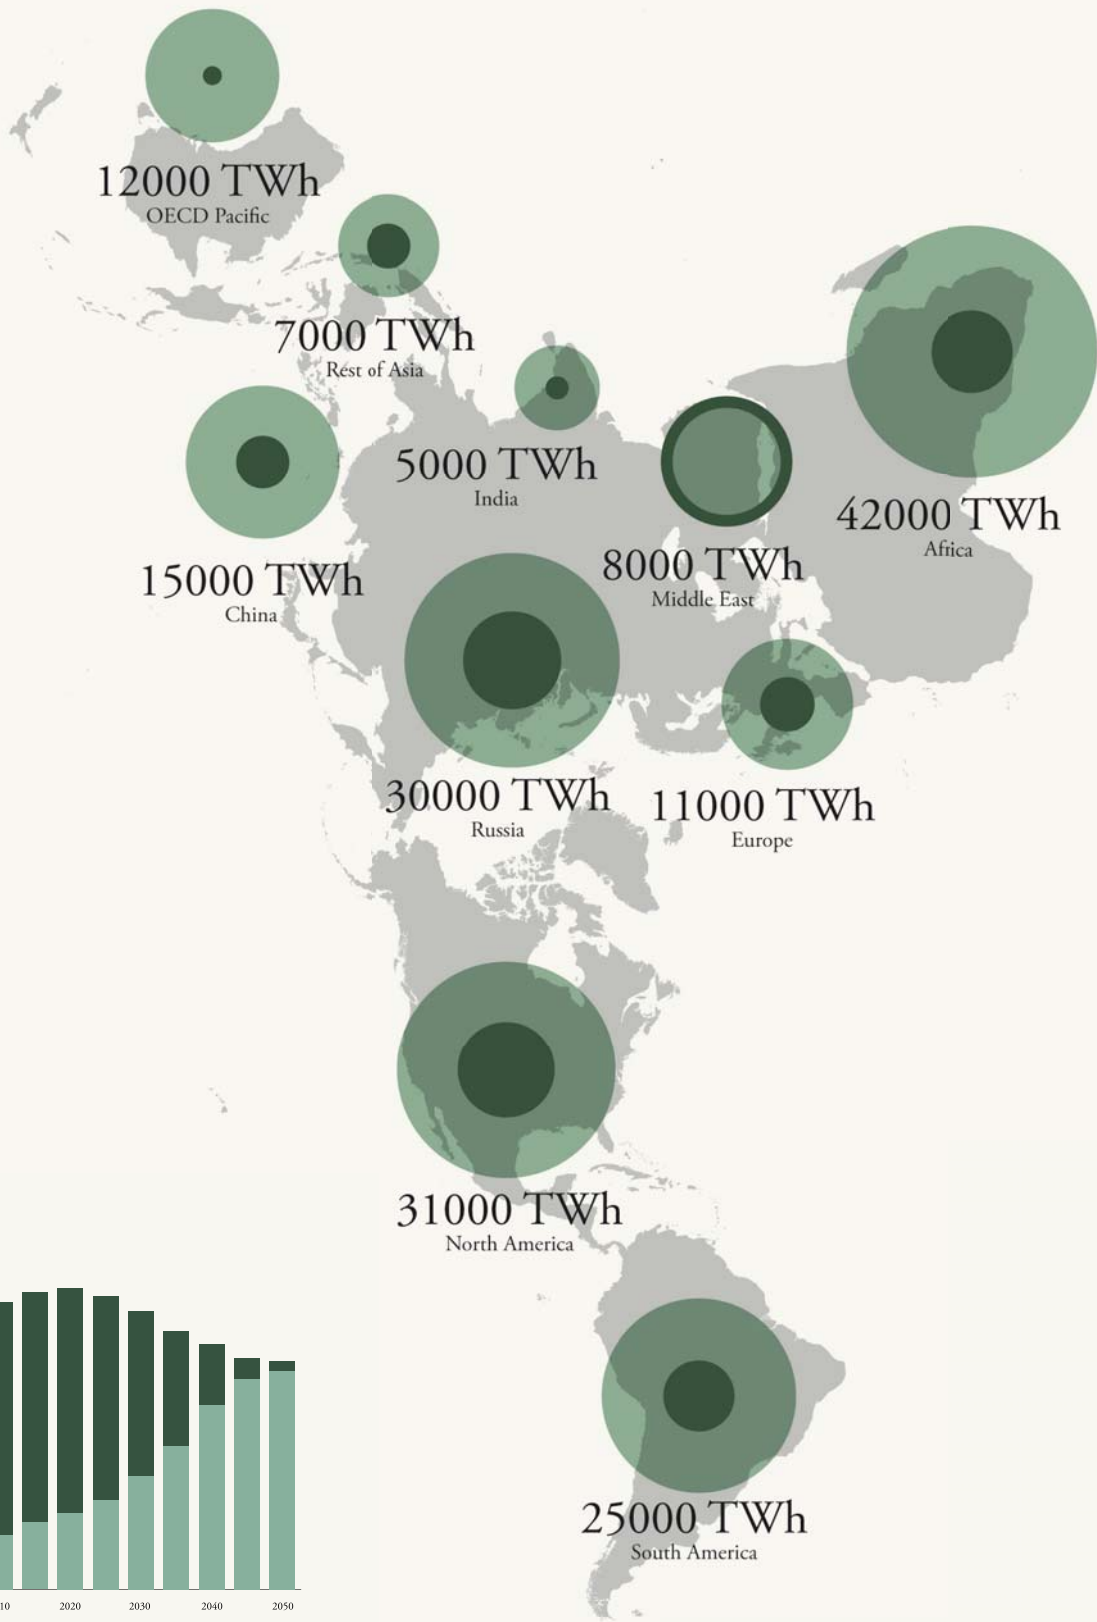 12000 TWh
OECD Pacific
7000 TWh
Rest of Asia
5000 TWh
India
42000 TWh
Africa
15000 TWh
China
8000 TWh
Middle East
30000 TWh
Russia
11000 TWh
Europe
31000 TWh
North America
25000 TWh
South America
10 2020 2030 2040 2050